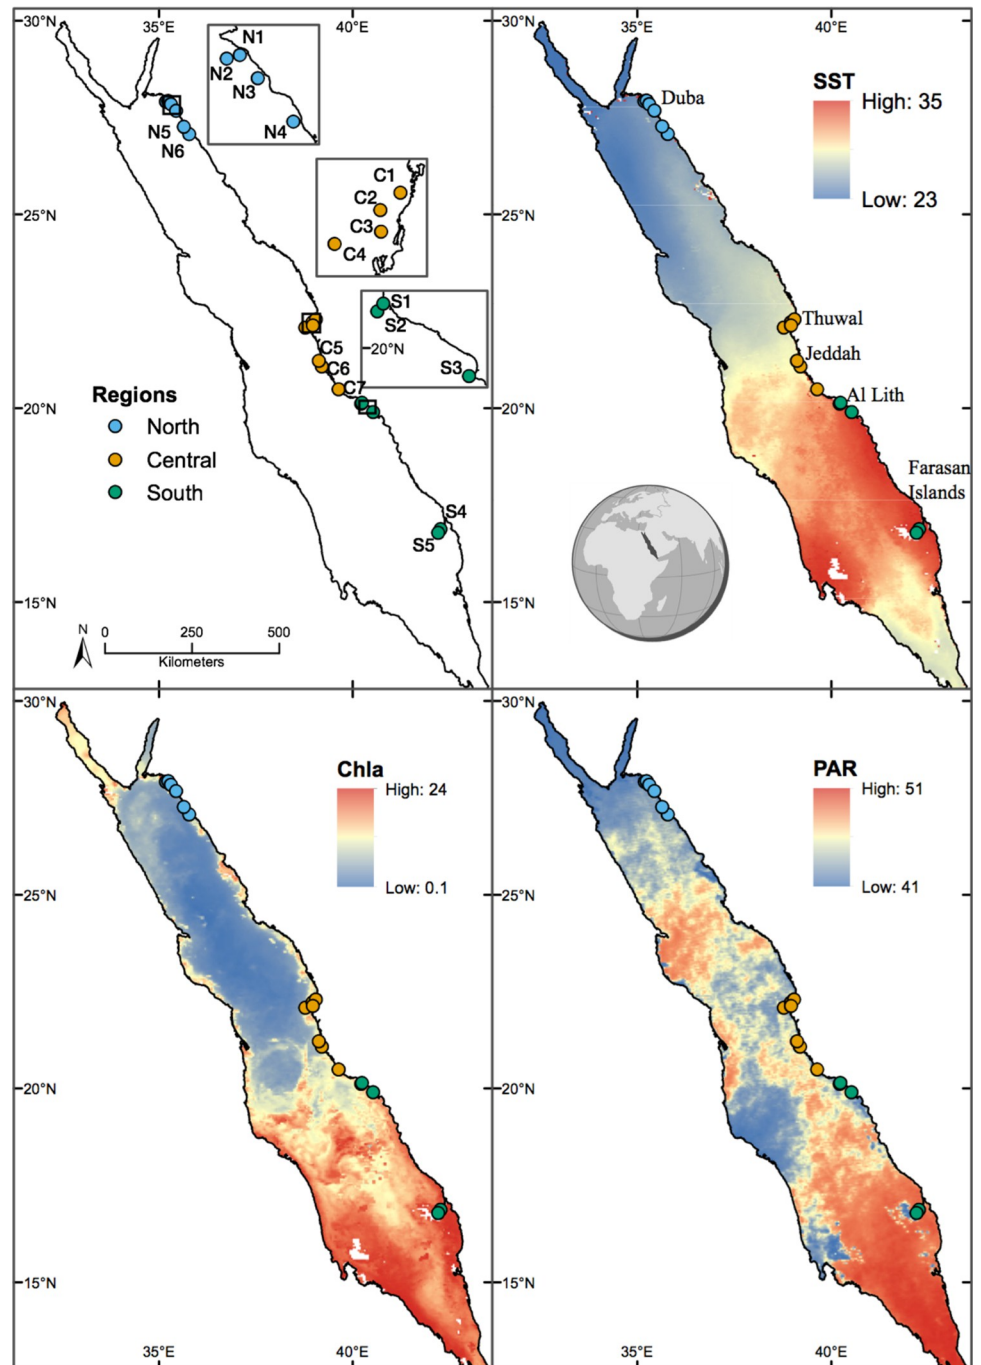 35°E
40°E
35°E
40°E
30°N
30°N
N1
N2
N3
N4
N5
N6
C1
C2
C3
C4
25°N
25°N
S1
S2
20°N
S3
C5
C6
C7
20°N
20°N
Regions
North
Central
South
S4
S5
15°N
15°N
N
0
250
500
Kilometers
Duba
SST
High: 35
Low: 23
Thuwal
Jeddah
Al Lith
Farasan
Islands
30°N
30°N
Chla
High: 24
Low: 0.1
PAR
High: 51
Low: 41
25°N
25°N
20°N
20°N
15°N
15°N
35°E
40°E
35°E
40°E